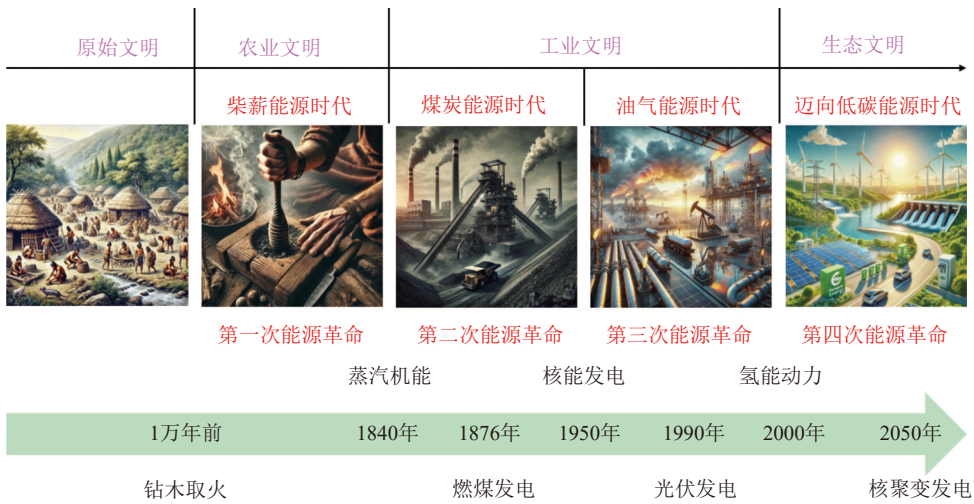 原始文明 农业文明 工业文明 生态文明
柴薪能源时代 煤炭能源时代 油气能源时代 迈向低碳能源时代
第一次能源革命 第二次能源革命 第三次能源革命 第四次能源革命
蒸汽机能 核能发电 氢能动力
1万年前 1840年 1876年 1950年 1990年 2000年 2050年
钻木取火 燃煤发电 光伏发电 核聚变发电